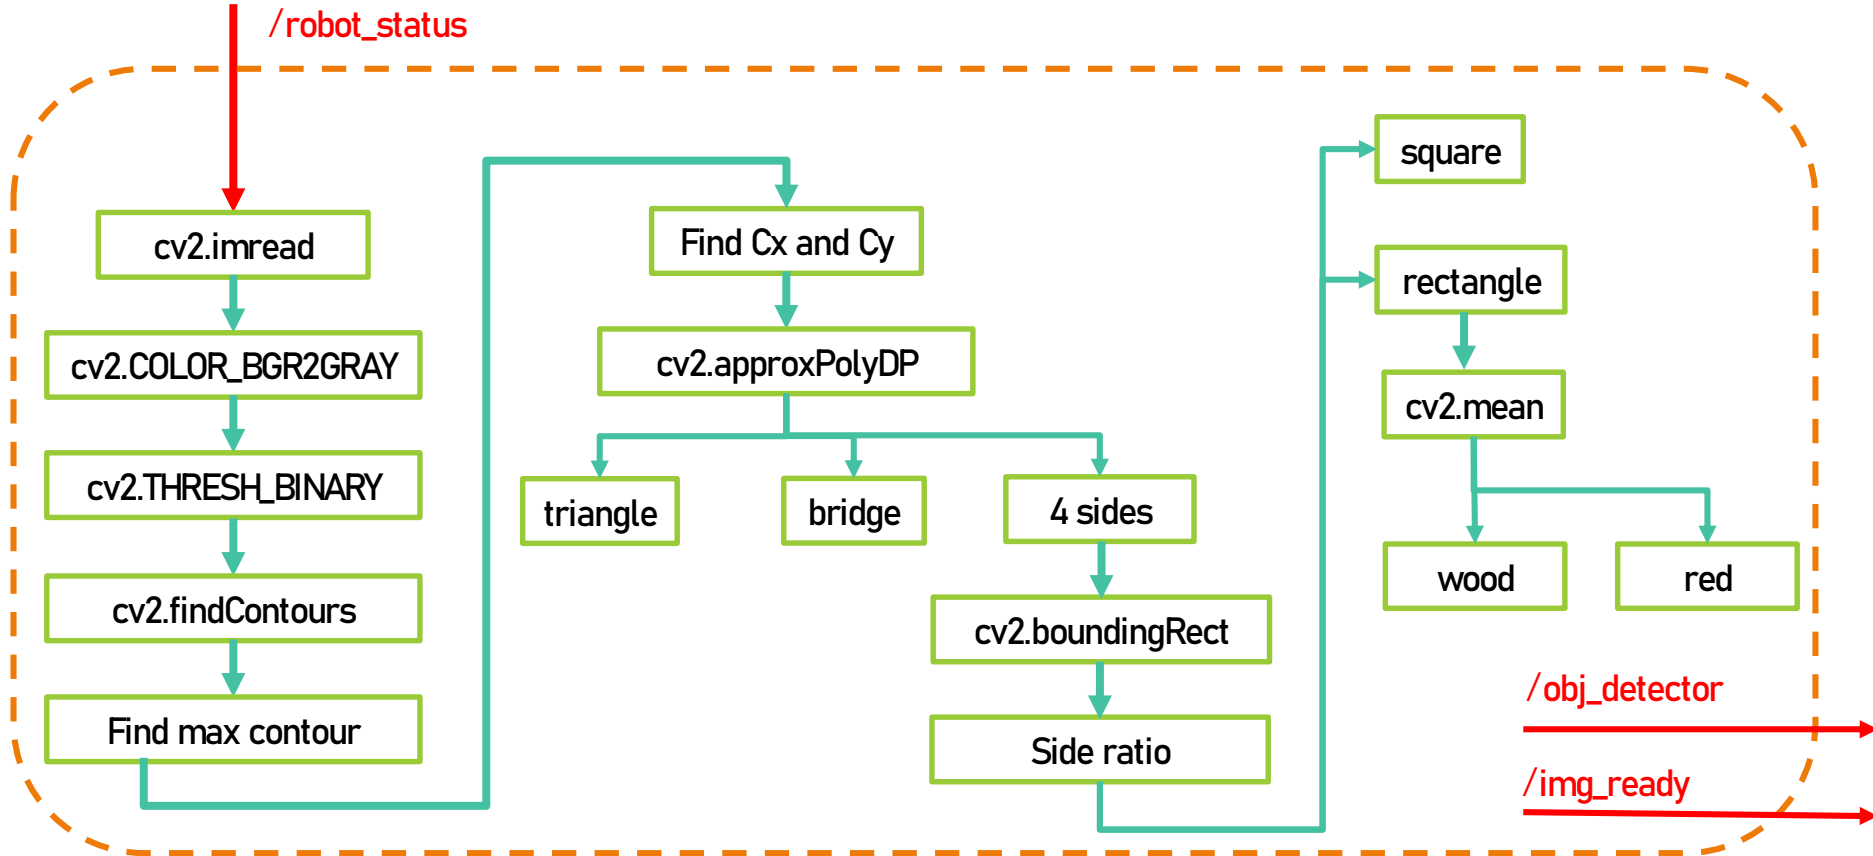 /robot_status
cv2.imread
cv2.COLOR_BGR2GRAY
cv2.THRESH_BINARY
cv2.findContours
Find max contour
Find Cx and Cy
cv2.approxPolyDP
triangle
bridge
4 sides
cv2.boundingRect
Side ratio
square
rectangle
cv2.mean
wood
red
/obj_detector
/img_ready